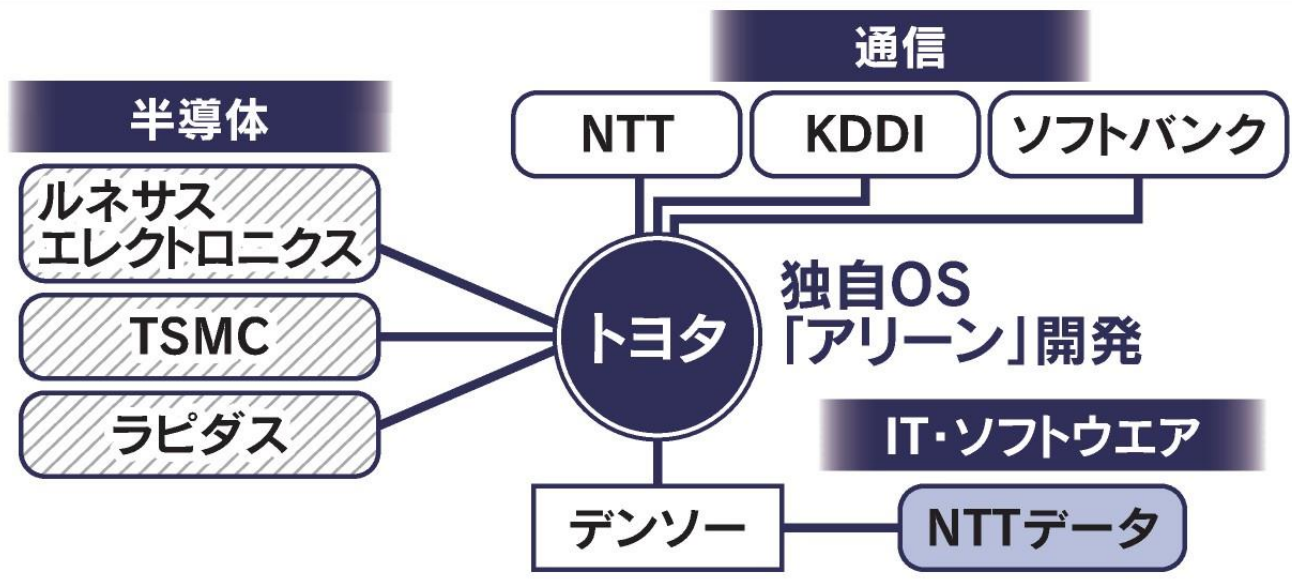 通信
半導体
NTT
KDDI
ソフトバンク
ルネサス
エレクトロニクス
TSMC
ラピダス
トヨタ
独自OS
「アリーン」開発
IT・ソフトウエア
デンソー
NTTデータ